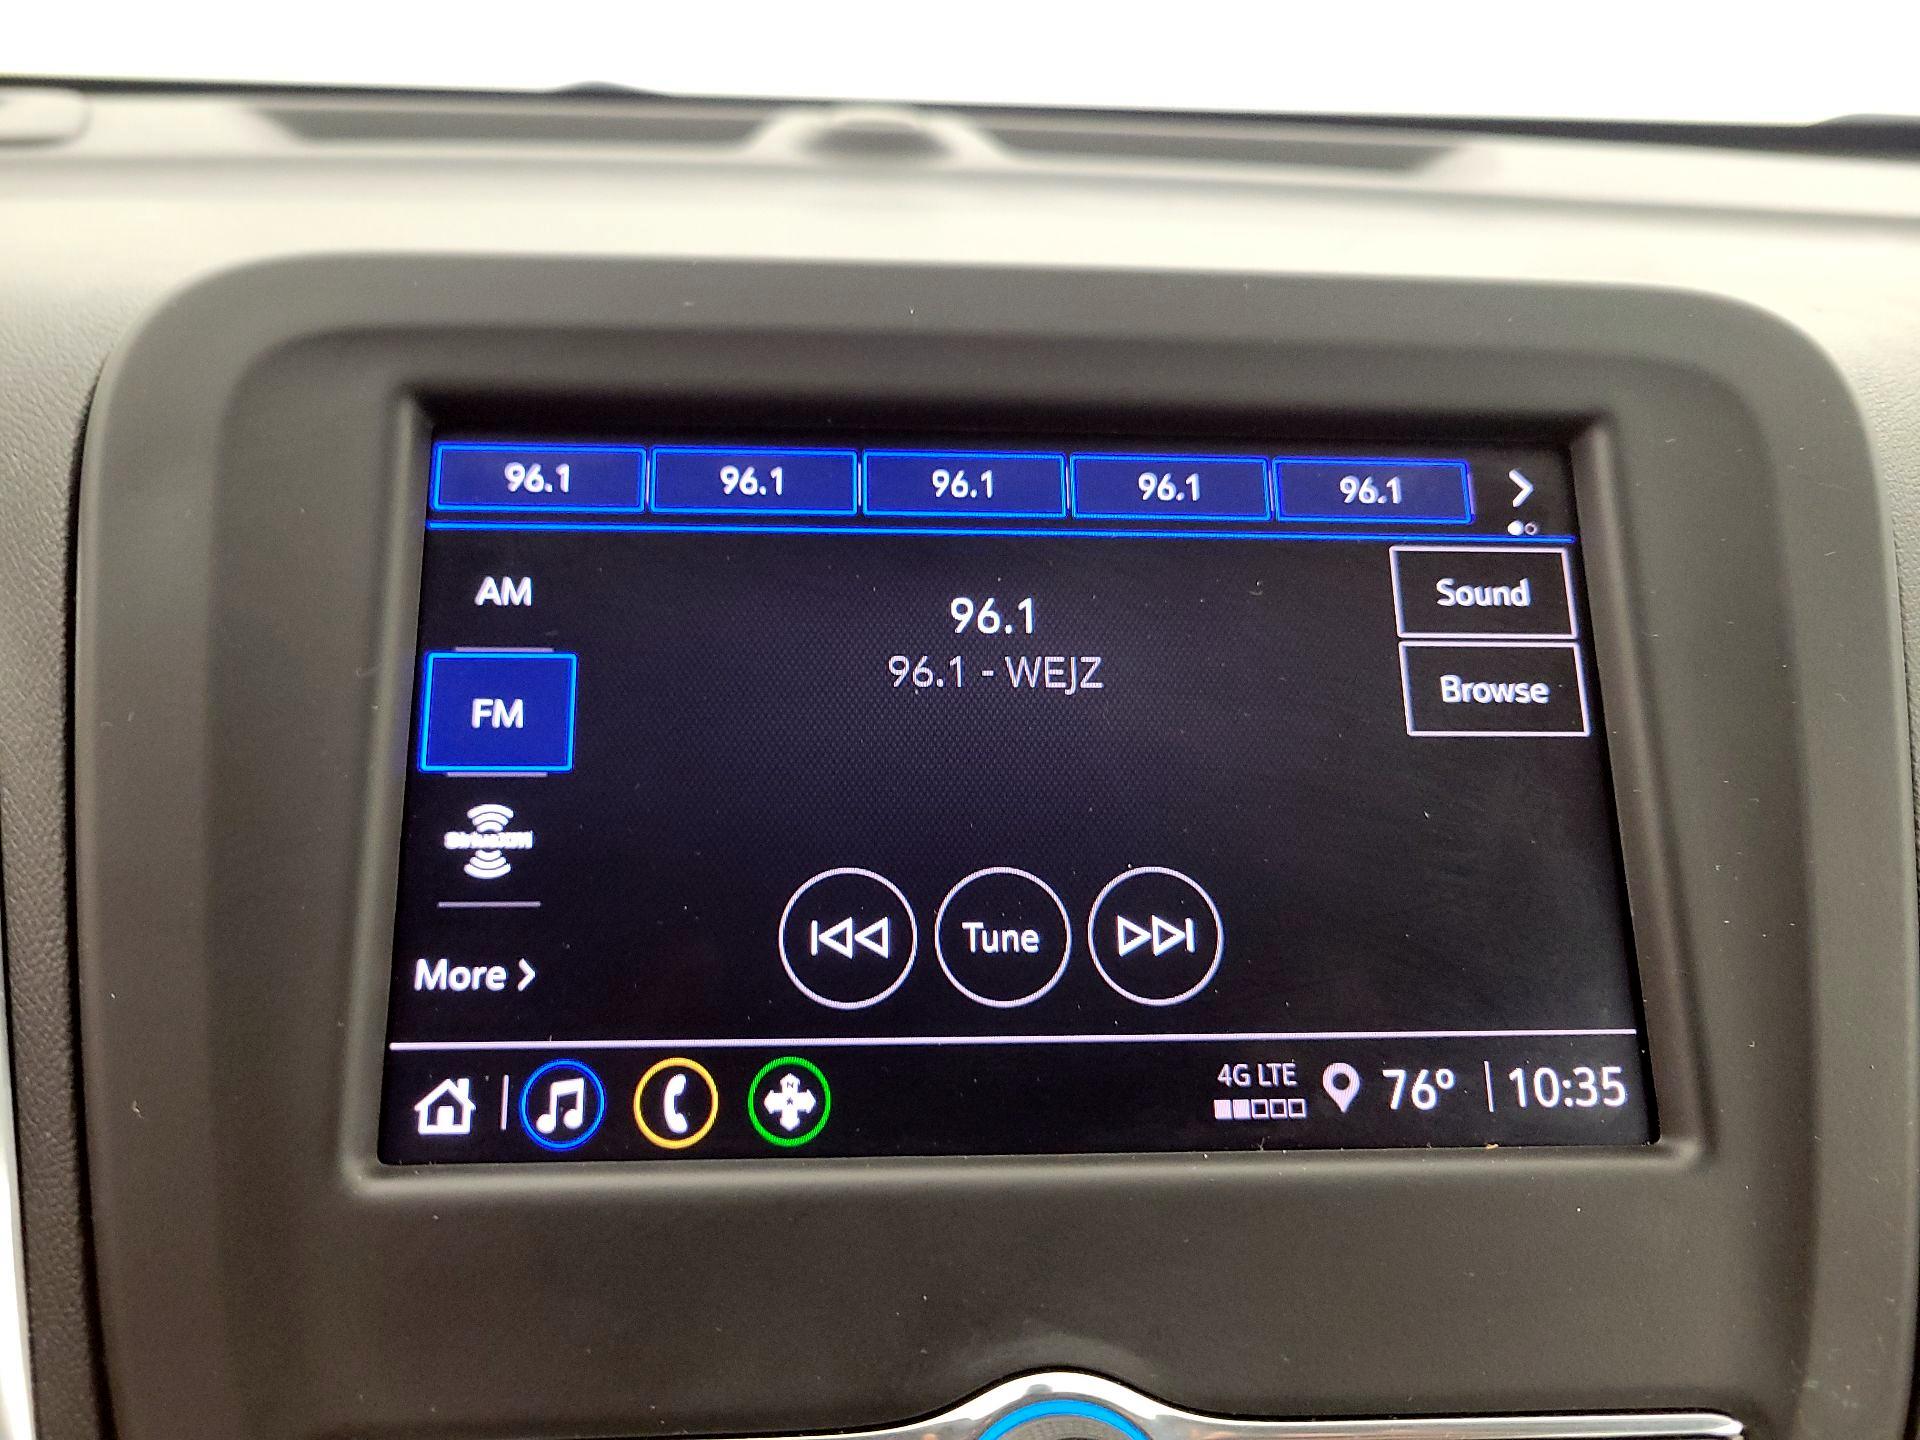 96.1 96.1 96.1 96.1 96.1
AM
96.1
96.1 - WEJZ
Sound
FM
Browse
SiriusXM
Tune
More
4G LTE
76° 10:35